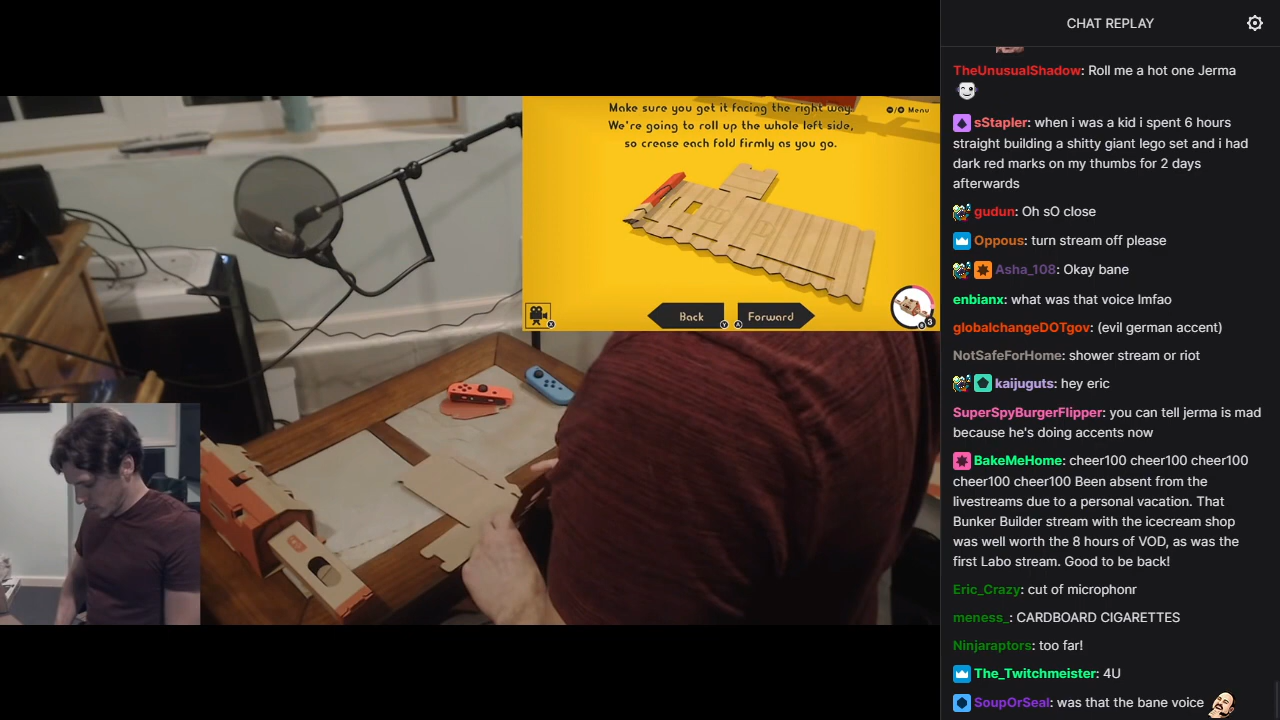 CHAT REPLAY
Make sure you get it facing the right way.
We're going to roll up the whole left side,
so crease each fold firmly as you go.
Menu
Back
Forward
TheUnusualShadow: Roll me a hot one Jerma
sStapler: when i was a kid i spent 6 hours
straight building a shitty giant lego set and i had
dark red marks on my thumbs for 2 days
afterwards
gudun: Oh sO close
Oppous: turn stream off please
Asha_108: Okay bane
enbianx: what was that voice lmfao
globalchangeDOTgov: (evil german accent)
NotSafeForHome: shower stream or riot
kaijuguts: hey eric
SuperSpyBurgerFlipper: you can tell jerma is mad
because he's doing accents now
BakeMeHome: cheer100 cheer100 cheer100
cheer100 cheer100 Been absent from the
livestreams due to a personal vacation. That
Bunker Builder stream with the icecream shop
was well worth the 8 hours of VOD, as was the
first Labo stream. Good to be back!
Eric_Crazy: cut of microphonr
meness_: CARDBOARD CIGARETTES
Ninjaraptors: too far!
The_Twitchmeister: 4U
SoupOrSeal: was that the bane voice